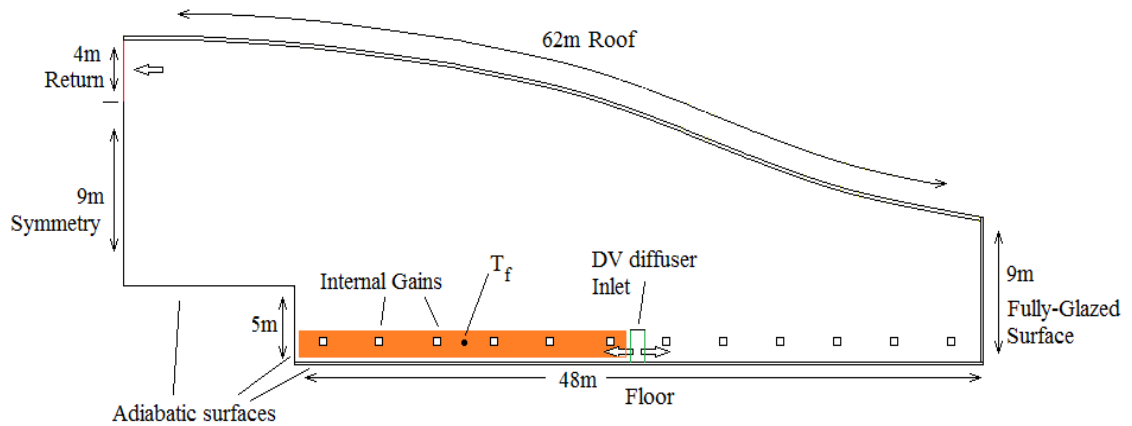 62m Roof
4m
Return
9m
Symmetry
DV diffuser
Inlet
T_f
Internal Gains
9m
Fully-Glazed
Surface
5m
48m
Floor
Adiabatic surfaces